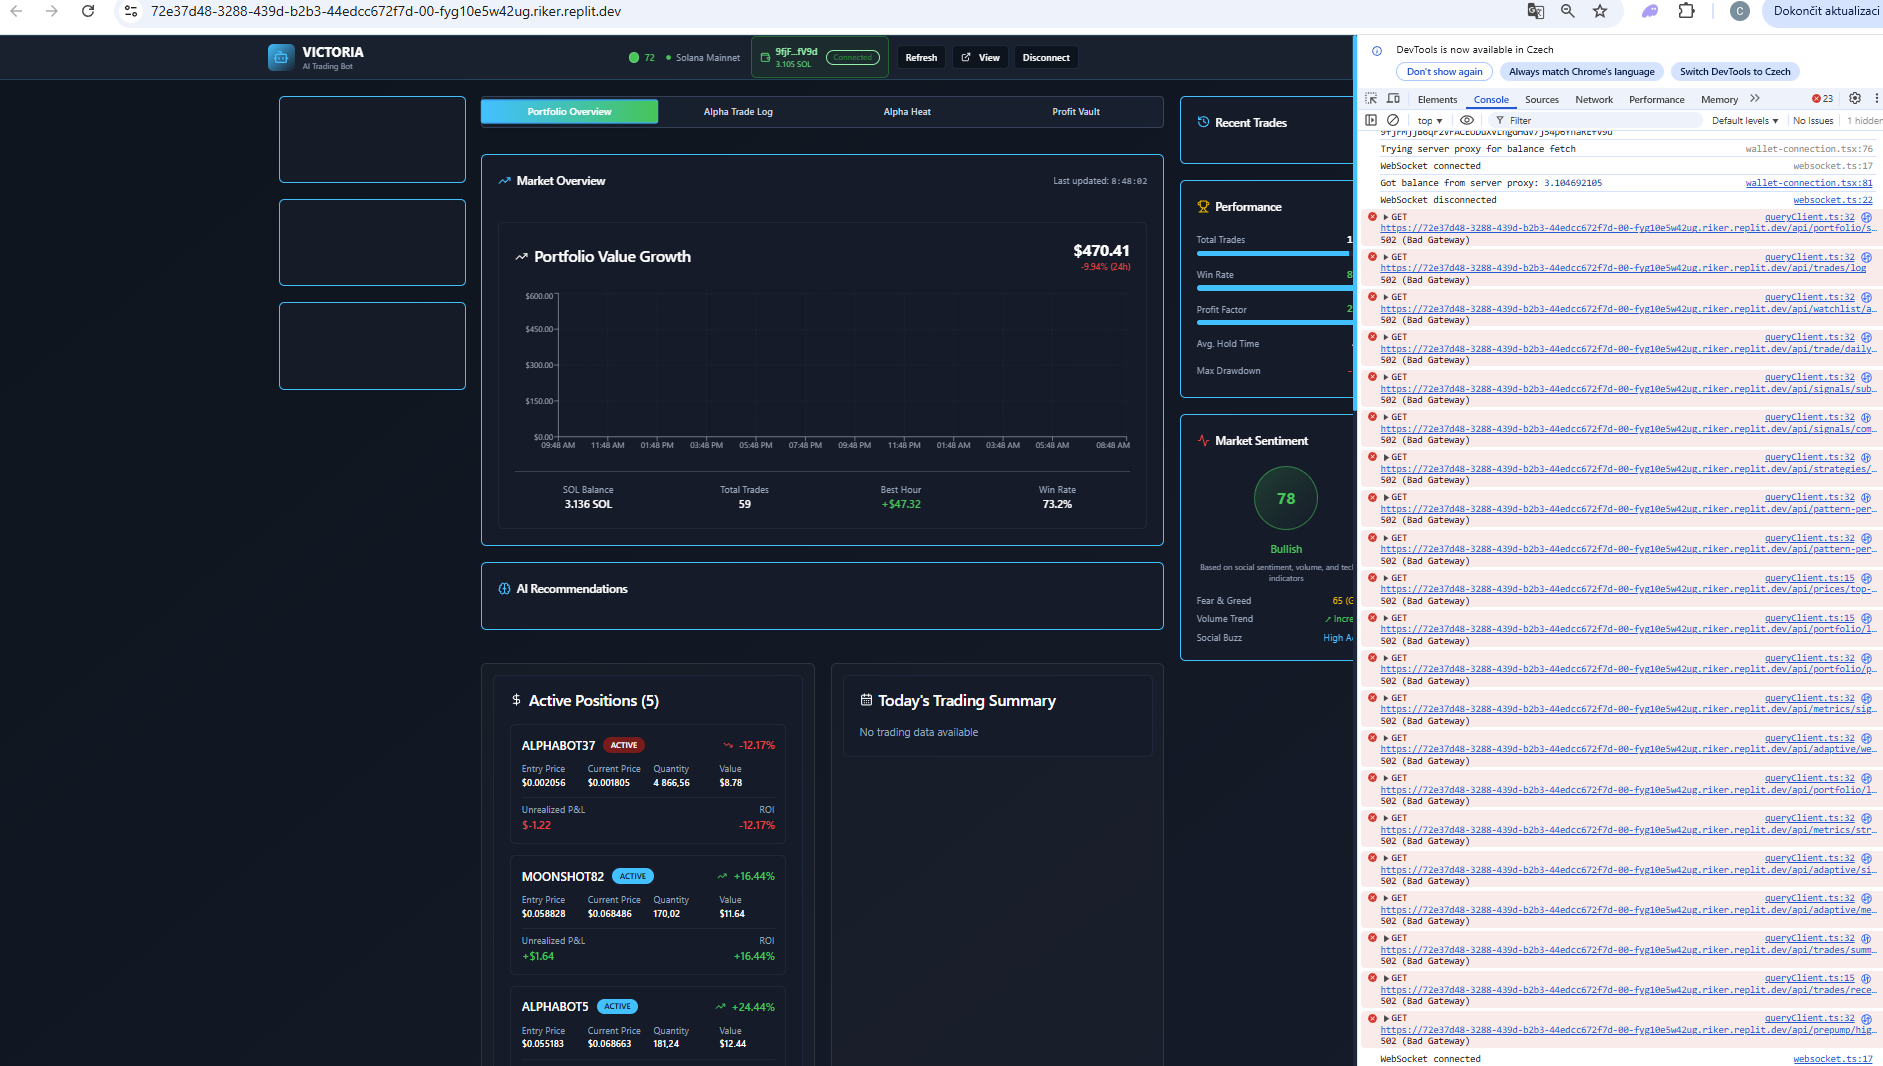 72e37d48-3288-439d-b2b3-44edcc672f7d-00-fyg10e5w42ug.riker.replit.dev
C
Dokončit aktualizaci
VICTORIA
AI Trading Bot
72
Solana Mainnet
9fjF...fV9d
3.105 SOL
Connected
Refresh
View
Disconnect
Portfolio Overview
Alpha Trade Log
Alpha Heat
Profit Vault
Market Overview
Last updated: 8:48:02
Portfolio Value Growth
$470.41
-9.94% (24h)
$600.00
$450.00
$300.00
$150.00
$0.00
09:48 AM 11:48 AM 01:48 PM 03:48 PM 05:48 PM 07:48 PM 09:48 PM 11:48 PM 01:48 AM 03:48 AM 05:48 AM 08:48 AM
SOL Balance
3.136 SOL
Total Trades
59
Best Hour
+$47.32
Win Rate
73.2%
AI Recommendations
Active Positions (5)
ALPHABOT37 ACTIVE -12.17%
Entry Price Current Price Quantity Value
$0.002056 $0.001805 4 866,56 $8.78
Unrealized P&L ROI
$-1.22 -12.17%
MOONSHOT82 ACTIVE +16.44%
Entry Price Current Price Quantity Value
$0.058828 $0.068486 170,02 $11.64
Unrealized P&L ROI
+$1.64 +16.44%
ALPHABOT5 ACTIVE +24.44%
Entry Price Current Price Quantity Value
$0.055183 $0.068663 181,24 $12.44
Today's Trading Summary
No trading data available
Recent Trades
Performance
Total Trades 1
Win Rate 8
Profit Factor 2
Avg. Hold Time
Max Drawdown -
Market Sentiment
78
Bullish
Based on social sentiment, volume, and tec
indicators
Fear & Greed 65 (G
Volume Trend Incre
Social Buzz High A
DevTools is now available in Czech
Don't show again
Always match Chrome's language
Switch DevTools to Czech
Elements Console Sources Network Performance Memory 23
top Filter Default levels No Issues 1 hidden
Trying server proxy for balance fetch wallet-connection.tsx:76
WebSocket connected websocket.ts:17
Got balance from server proxy: 3.104692105 wallet-connection.tsx:81
WebSocket disconnected websocket.ts:22
GET queryClient.ts:32
https://72e37d48-3288-439d-b2b3-44edcc672f7d-00-fyg10e5w42ug.riker.replit.dev/api/portfolio/s…
502 (Bad Gateway)
GET queryClient.ts:32
https://72e37d48-3288-439d-b2b3-44edcc672f7d-00-fyg10e5w42ug.riker.replit.dev/api/trades/log
502 (Bad Gateway)
GET queryClient.ts:32
https://72e37d48-3288-439d-b2b3-44edcc672f7d-00-fyg10e5w42ug.riker.replit.dev/api/watchlist/a…
502 (Bad Gateway)
GET queryClient.ts:32
https://72e37d48-3288-439d-b2b3-44edcc672f7d-00-fyg10e5w42ug.riker.replit.dev/api/trade/daily…
502 (Bad Gateway)
GET queryClient.ts:32
https://72e37d48-3288-439d-b2b3-44edcc672f7d-00-fyg10e5w42ug.riker.replit.dev/api/signals/sub…
502 (Bad Gateway)
GET queryClient.ts:32
https://72e37d48-3288-439d-b2b3-44edcc672f7d-00-fyg10e5w42ug.riker.replit.dev/api/signals/com…
502 (Bad Gateway)
GET queryClient.ts:32
https://72e37d48-3288-439d-b2b3-44edcc672f7d-00-fyg10e5w42ug.riker.replit.dev/api/strategies/…
502 (Bad Gateway)
GET queryClient.ts:32
https://72e37d48-3288-439d-b2b3-44edcc672f7d-00-fyg10e5w42ug.riker.replit.dev/api/pattern-per…
502 (Bad Gateway)
GET queryClient.ts:32
https://72e37d48-3288-439d-b2b3-44edcc672f7d-00-fyg10e5w42ug.riker.replit.dev/api/pattern-per…
502 (Bad Gateway)
GET queryClient.ts:15
https://72e37d48-3288-439d-b2b3-44edcc672f7d-00-fyg10e5w42ug.riker.replit.dev/api/prices/top-…
502 (Bad Gateway)
GET queryClient.ts:15
https://72e37d48-3288-439d-b2b3-44edcc672f7d-00-fyg10e5w42ug.riker.replit.dev/api/portfolio/l…
502 (Bad Gateway)
GET queryClient.ts:32
https://72e37d48-3288-439d-b2b3-44edcc672f7d-00-fyg10e5w42ug.riker.replit.dev/api/portfolio/p…
502 (Bad Gateway)
GET queryClient.ts:32
https://72e37d48-3288-439d-b2b3-44edcc672f7d-00-fyg10e5w42ug.riker.replit.dev/api/metrics/sig…
502 (Bad Gateway)
GET queryClient.ts:32
https://72e37d48-3288-439d-b2b3-44edcc672f7d-00-fyg10e5w42ug.riker.replit.dev/api/adaptive/we…
502 (Bad Gateway)
GET queryClient.ts:32
https://72e37d48-3288-439d-b2b3-44edcc672f7d-00-fyg10e5w42ug.riker.replit.dev/api/portfolio/l…
502 (Bad Gateway)
GET queryClient.ts:32
https://72e37d48-3288-439d-b2b3-44edcc672f7d-00-fyg10e5w42ug.riker.replit.dev/api/metrics/str…
502 (Bad Gateway)
GET queryClient.ts:32
https://72e37d48-3288-439d-b2b3-44edcc672f7d-00-fyg10e5w42ug.riker.replit.dev/api/adaptive/si…
502 (Bad Gateway)
GET queryClient.ts:32
https://72e37d48-3288-439d-b2b3-44edcc672f7d-00-fyg10e5w42ug.riker.replit.dev/api/adaptive/me…
502 (Bad Gateway)
GET queryClient.ts:32
https://72e37d48-3288-439d-b2b3-44edcc672f7d-00-fyg10e5w42ug.riker.replit.dev/api/trades/summ…
502 (Bad Gateway)
GET queryClient.ts:15
https://72e37d48-3288-439d-b2b3-44edcc672f7d-00-fyg10e5w42ug.riker.replit.dev/api/trades/rece…
502 (Bad Gateway)
GET queryClient.ts:32
https://72e37d48-3288-439d-b2b3-44edcc672f7d-00-fyg10e5w42ug.riker.replit.dev/api/prepump/hig…
502 (Bad Gateway)
WebSocket connected websocket.ts:17